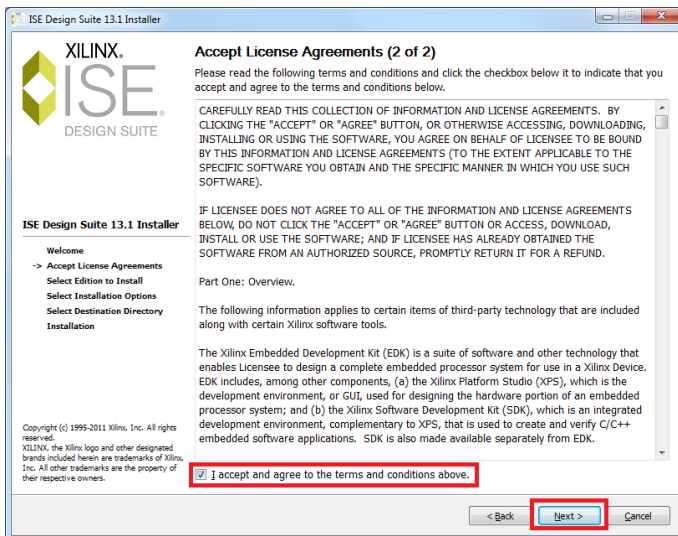 ISE Design Suite 13.1 Installer
XILINX®
ISE®
DESIGN SUITE
ISE Design Suite 13.1 Installer
Welcome
-> Accept License Agreements
Select Edition to Install
Select Installation Options
Select Destination Directory
Installation
Copyright (c) 1995-2011 Xilinx, Inc. All rights
reserved.
XILINX, the Xilinx logo and other designated
brands included herein are trademarks of Xilinx,
Inc. All other trademarks are the property of
their respective owners.
Accept License Agreements (2 of 2)
Please read the following terms and conditions and click the checkbox below it to indicate that you
accept and agree to the terms and conditions below.
CAREFULLY READ THIS COLLECTION OF INFORMATION AND LICENSE AGREEMENTS. BY
CLICKING THE "ACCEPT" OR "AGREE" BUTTON, OR OTHERWISE ACCESSING, DOWNLOADING,
INSTALLING OR USING THE SOFTWARE, YOU AGREE ON BEHALF OF LICENSEE TO BE BOUND
BY THIS INFORMATION AND LICENSE AGREEMENTS (TO THE EXTENT APPLICABLE TO THE
SPECIFIC SOFTWARE YOU OBTAIN AND THE SPECIFIC MANNER IN WHICH YOU USE SUCH
SOFTWARE).
IF LICENSEE DOES NOT AGREE TO ALL OF THE INFORMATION AND LICENSE AGREEMENTS
BELOW, DO NOT CLICK THE "ACCEPT" OR "AGREE" BUTTON OR ACCESS, DOWNLOAD,
INSTALL OR USE THE SOFTWARE; AND IF LICENSEE HAS ALREADY OBTAINED THE
SOFTWARE FROM AN AUTHORIZED SOURCE, PROMPTLY RETURN IT FOR A REFUND.
Part One: Overview.
The following information applies to certain items of third-party technology that are included
along with certain Xilinx software tools.
The Xilinx Embedded Development Kit (EDK) is a suite of software and other technology that
enables Licensee to design a complete embedded processor system for use in a Xilinx Device.
EDK includes, among other components, (a) the Xilinx Platform Studio (XPS), which is the
development environment, or GUI, used for designing the hardware portion of an embedded
processor system; and (b) the Xilinx Software Development Kit (SDK), which is an integrated
development environment, complementary to XPS, that is used to create and verify C/C++
embedded software applications. SDK is also made available separately from EDK.
I accept and agree to the terms and conditions above.
< Back
Next >
Cancel